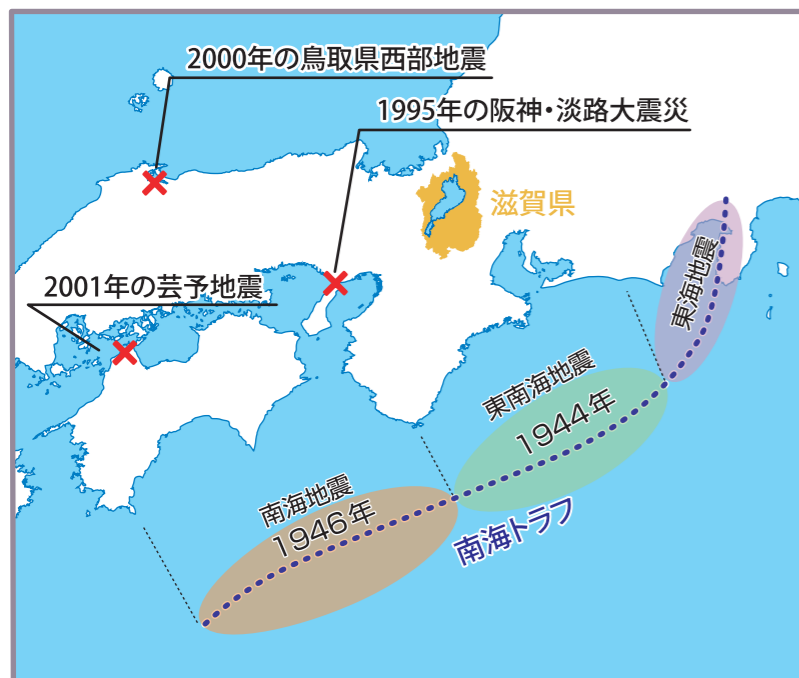 2000年の鳥取県西部地震
1995年の阪神・淡路大震災
滋賀県
2001年の芸予地震
東海地震
東南海地震
1944年
南海地震
1946年
南海トラフ